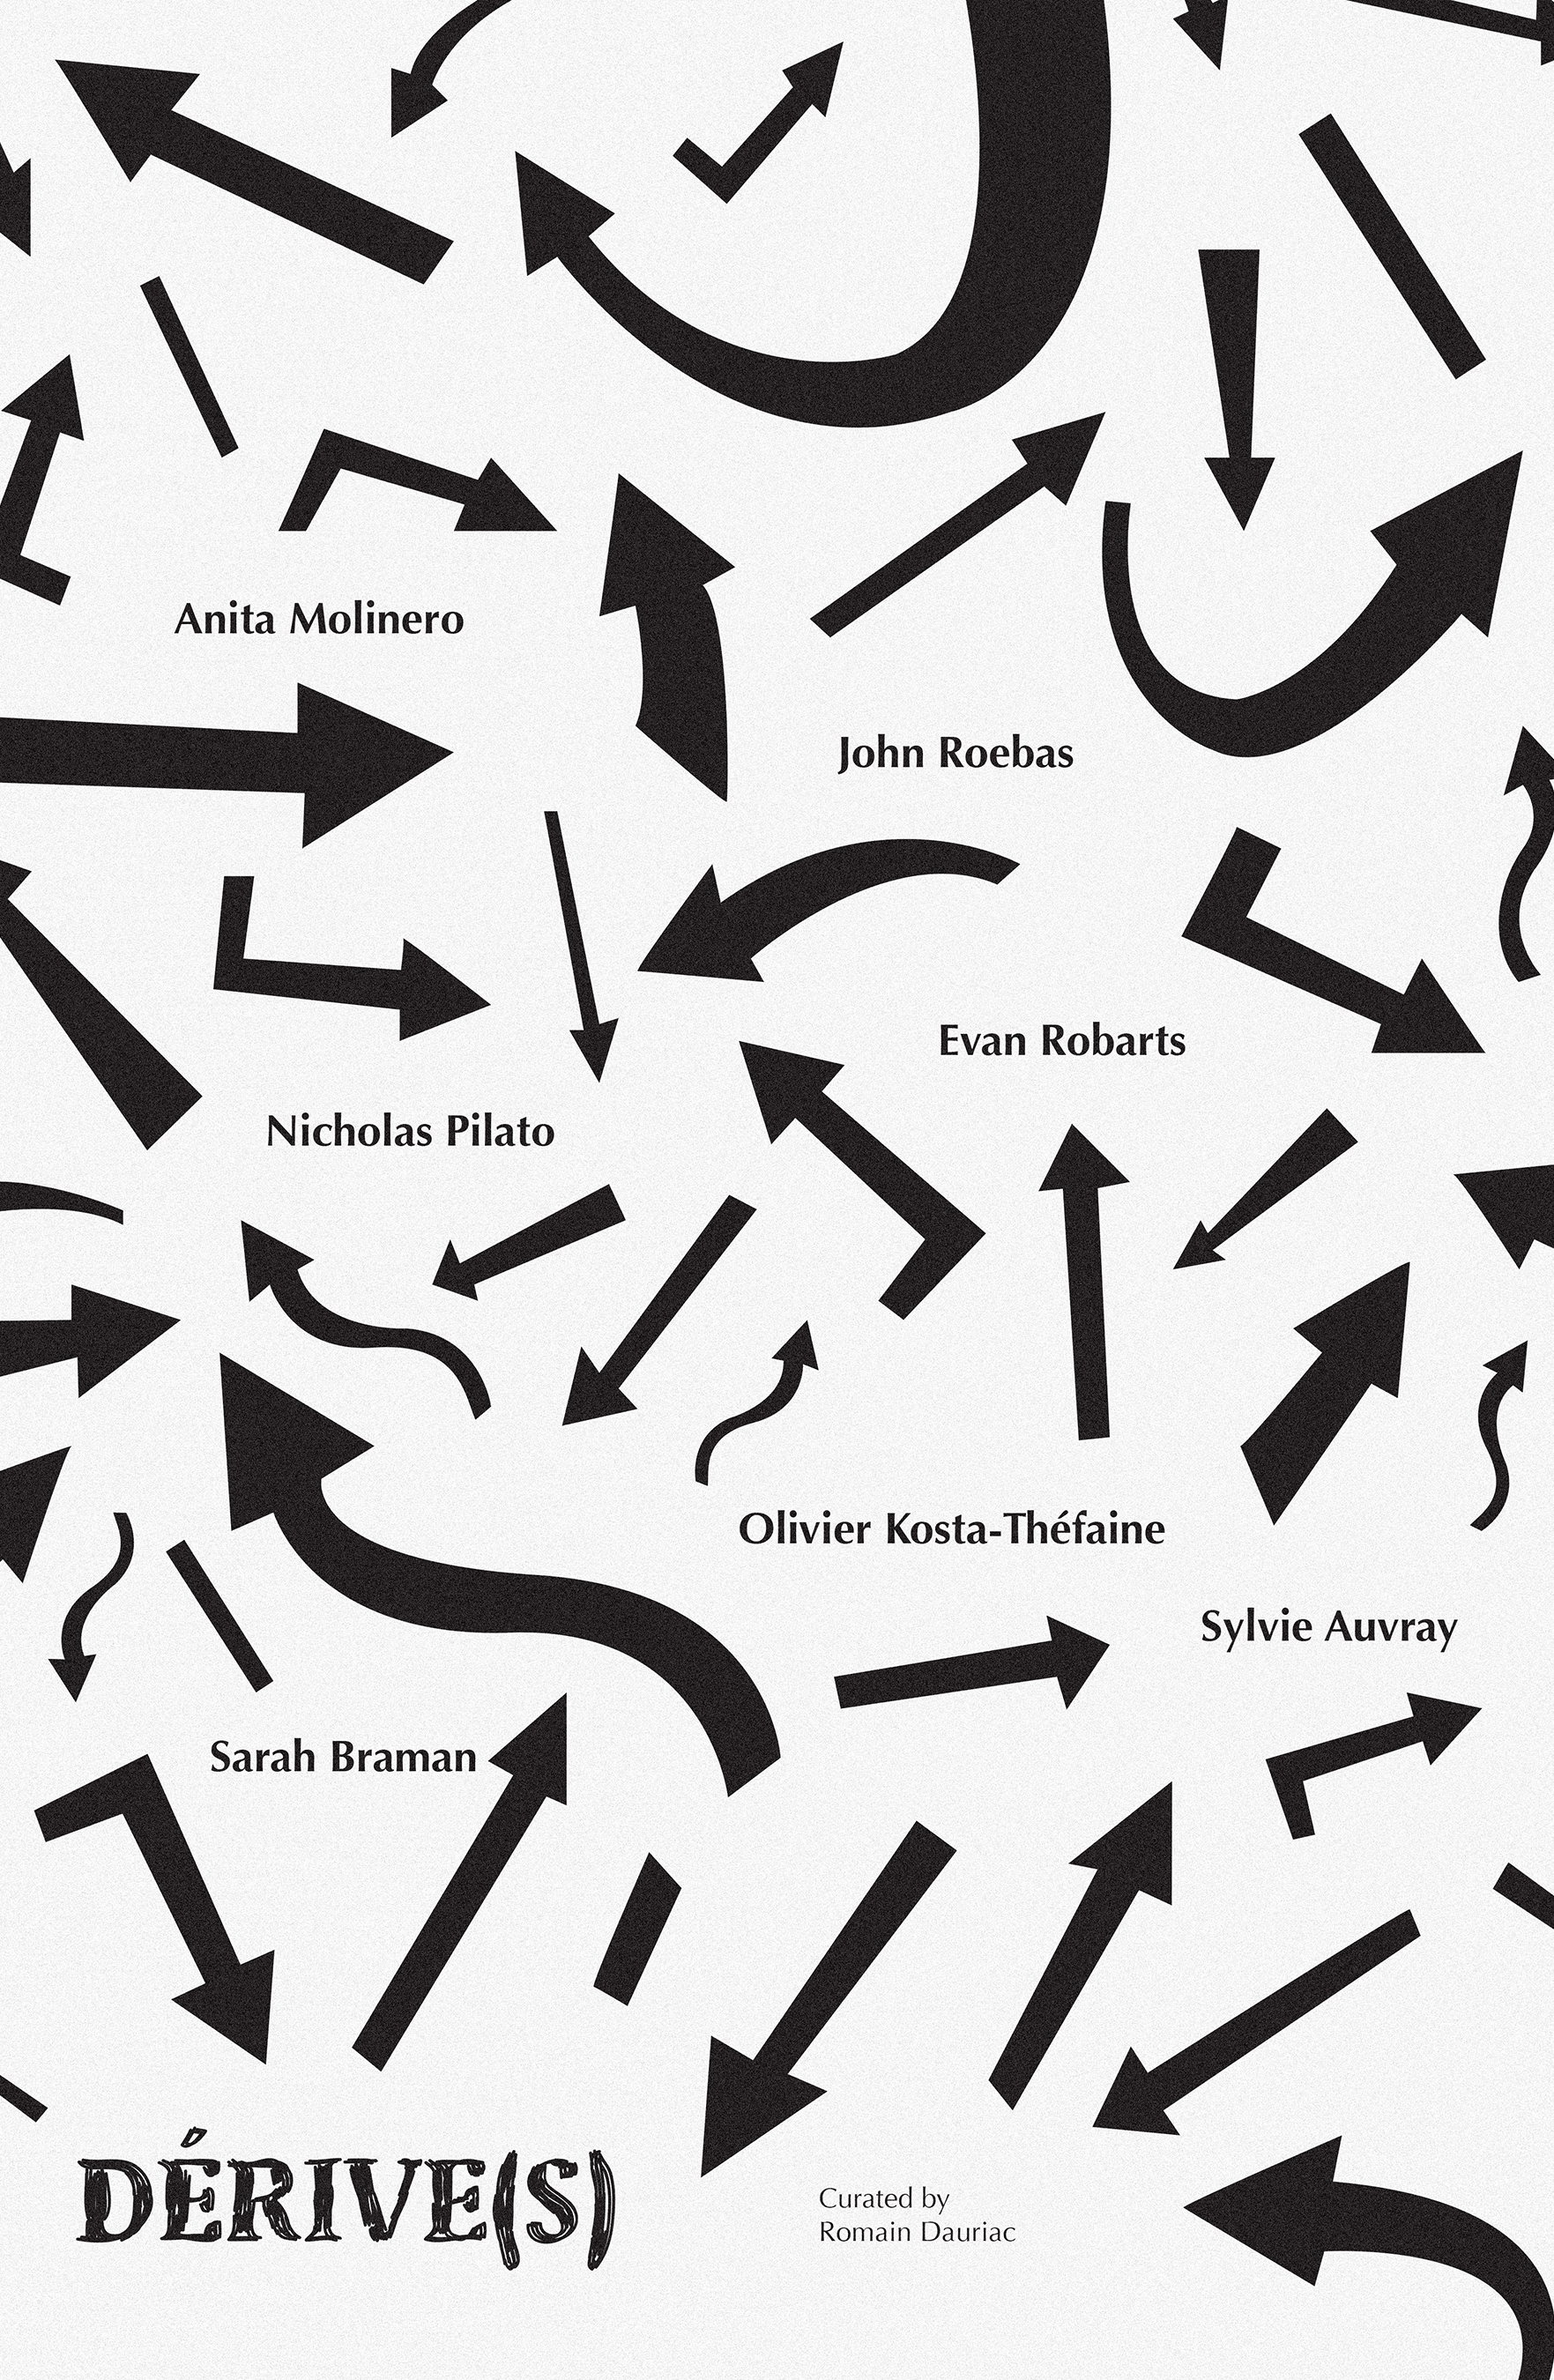 Anita Molinero
John Roebas
Evan Robarts
Nicholas Pilato
Olivier Kosta-Théfaine
Sylvie Auvray
Sarah Braman
DÉRIVE(S)
Curated by
Romain Dauriac